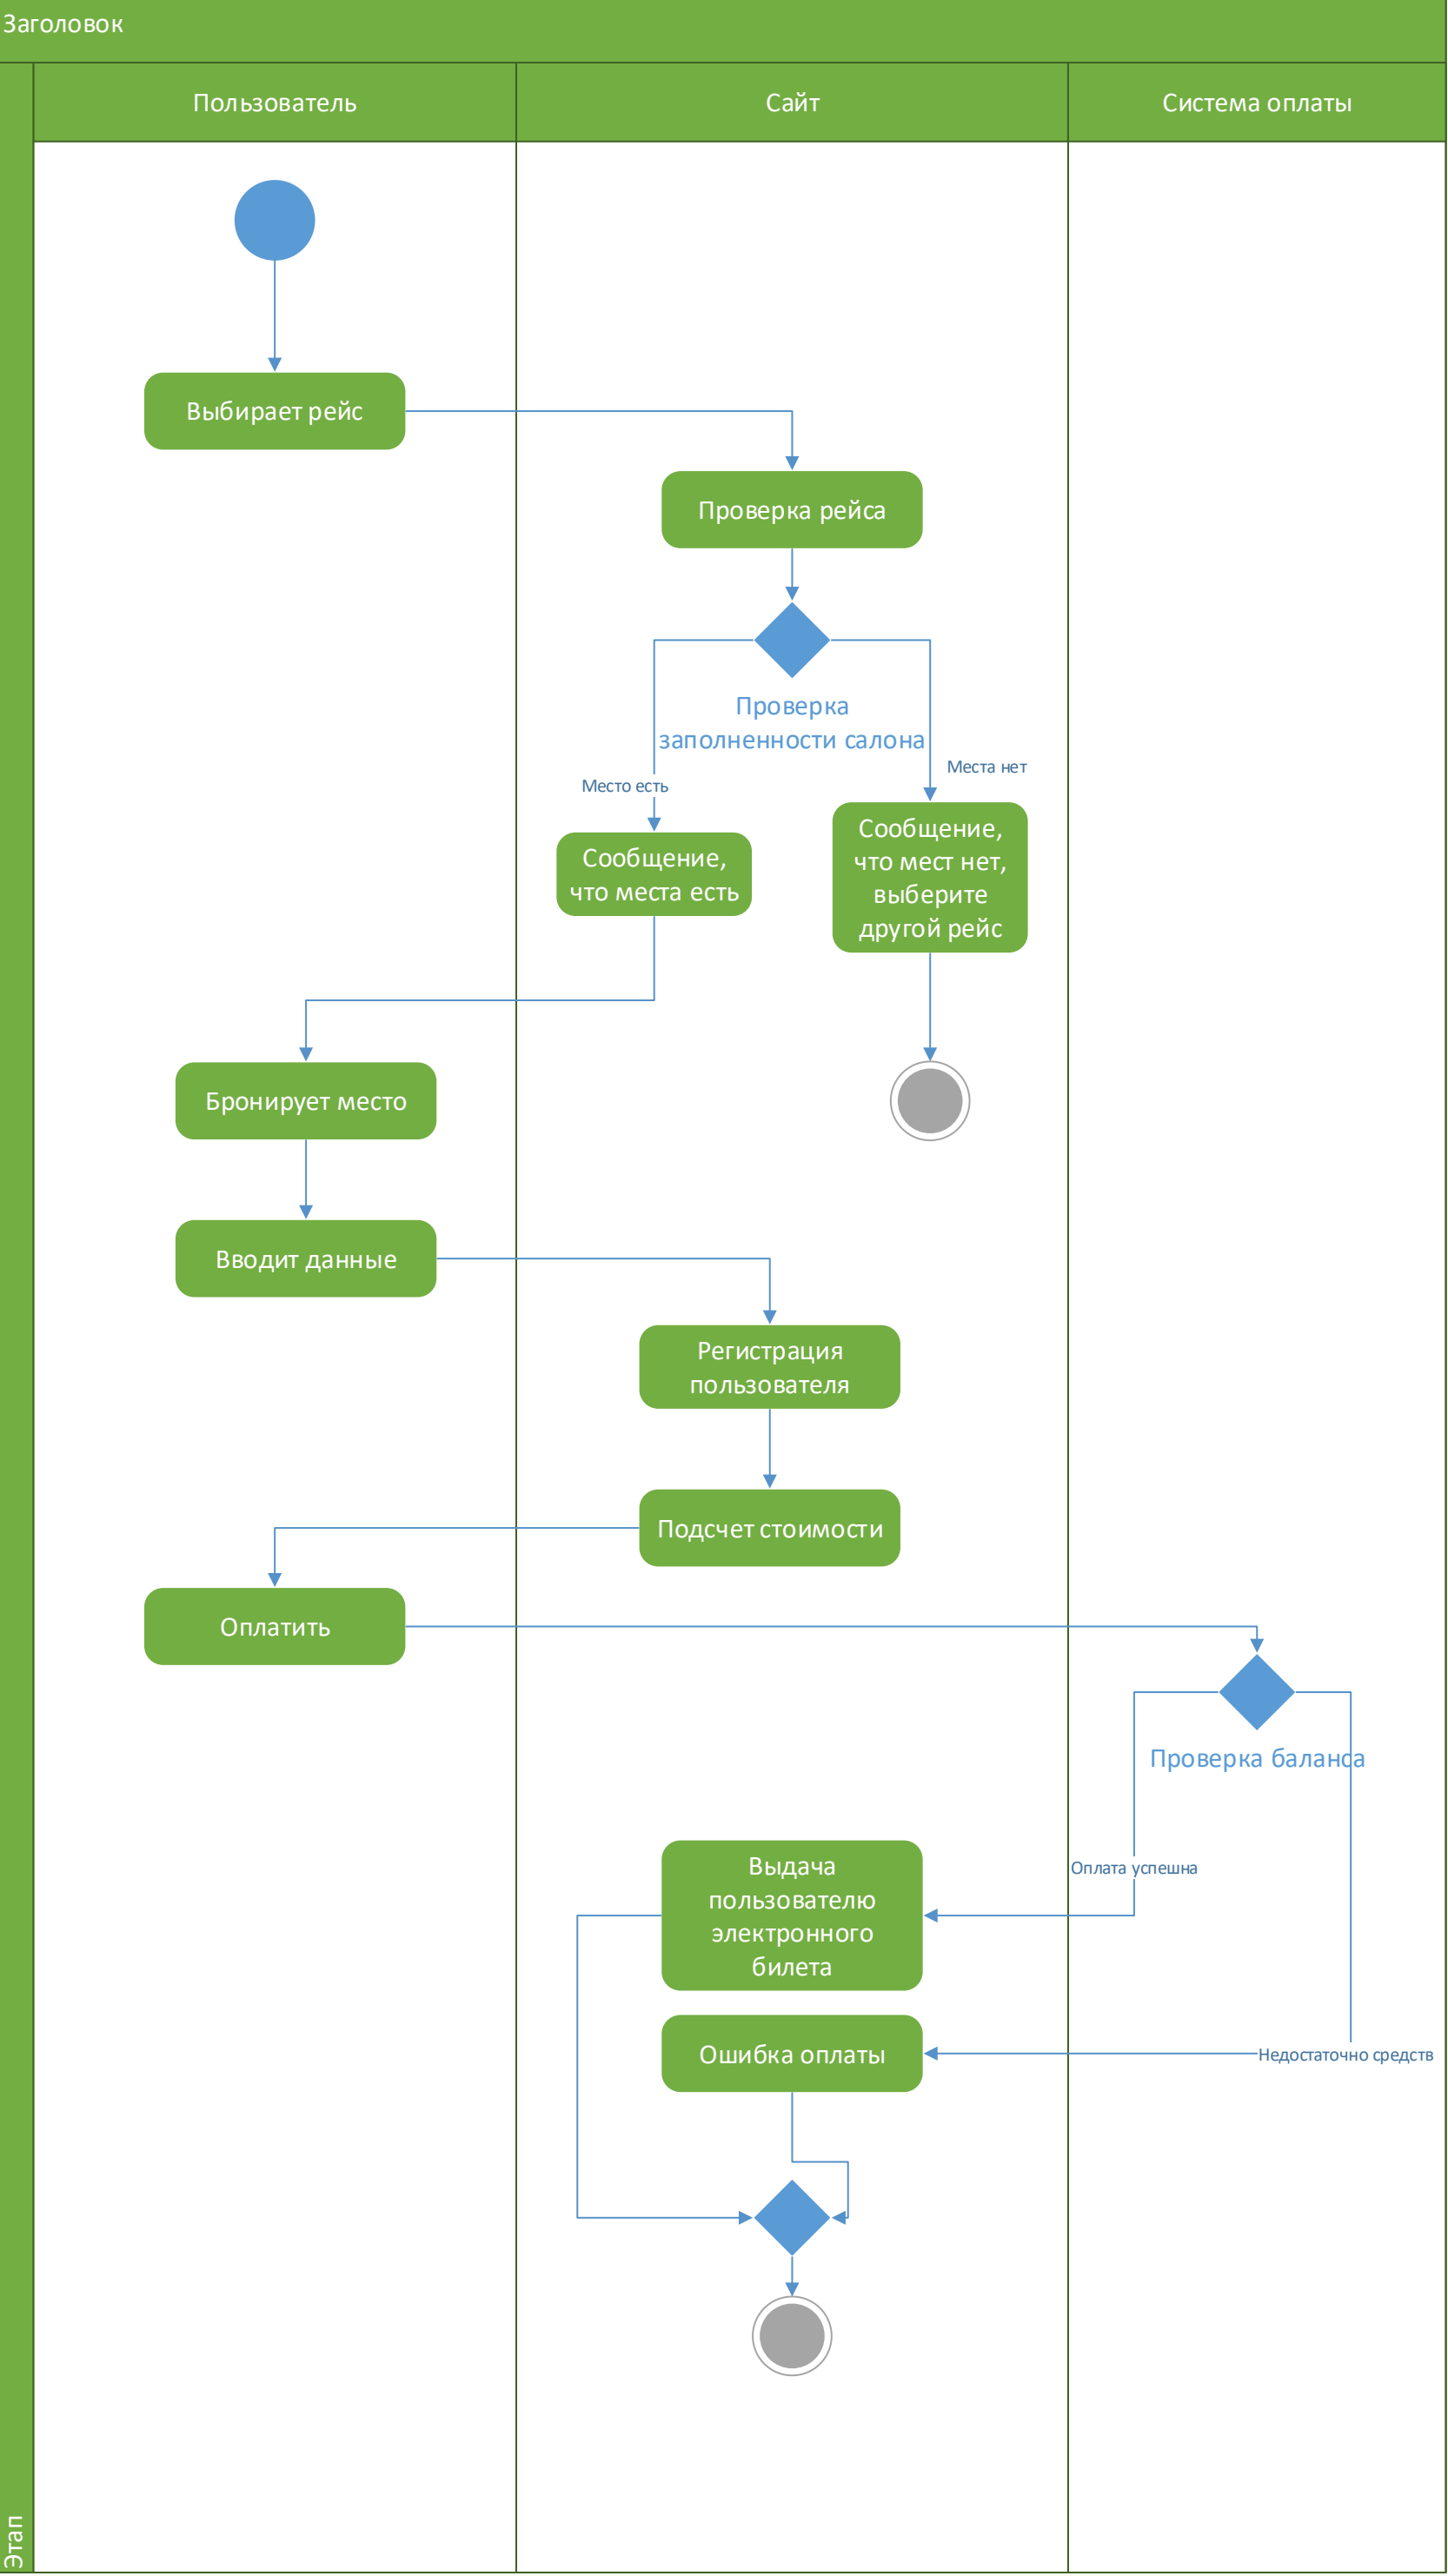 Заголовок
Пользователь
Сайт
Система оплаты
Выбирает рейс
Проверка рейса
Проверка
заполненности салона
Места нет
Место есть
Сообщение,
что места есть
Сообщение,
что мест нет,
выберите
другой рейс
Бронирует место
Вводит данные
Регистрация
пользователя
Подсчет стоимости
Оплатить
Проверка баланса
Оплата успешна
Выдача
пользователю
электронного
билета
Ошибка оплаты
Недостаточно средств
Этап